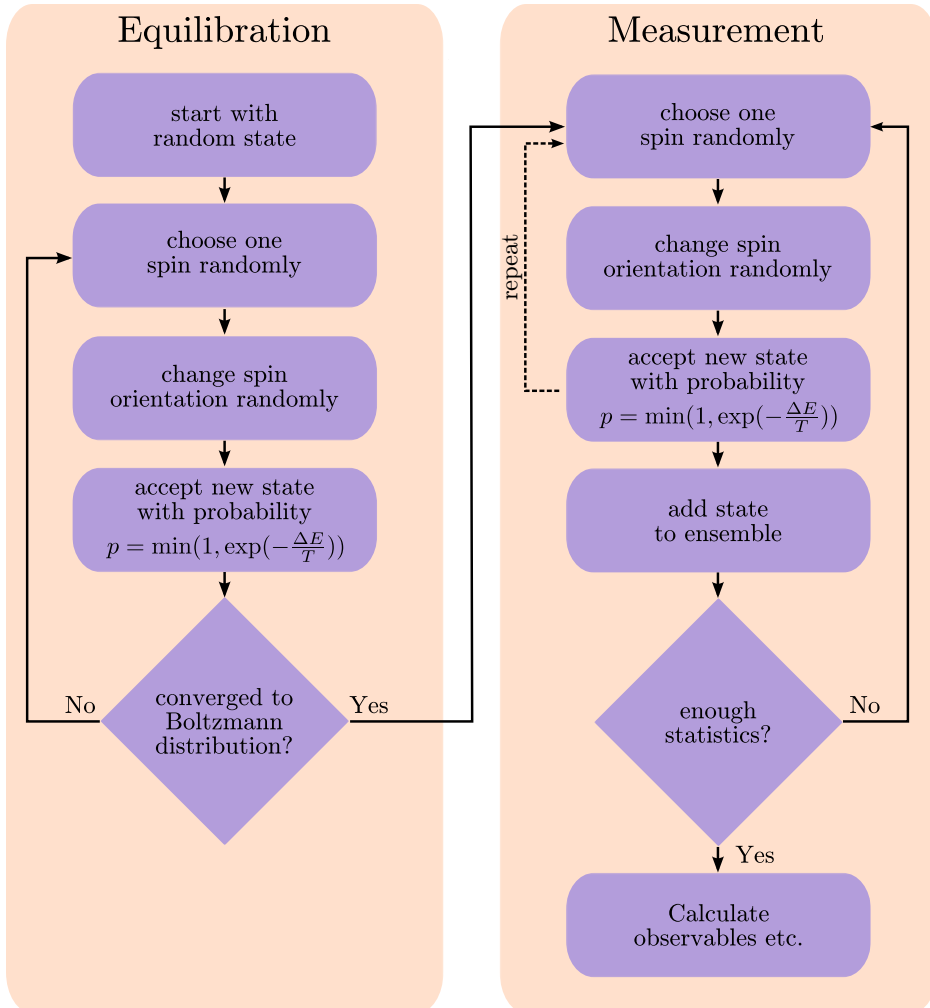 Equilibration
start with
random state
choose one
spin randomly
change spin
orientation randomly
accept new state
with probability
p = min(1, exp(−ΔE/T))
converged to
Boltzmann
distribution?
No
Yes
Measurement
choose one
spin randomly
repeat
change spin
orientation randomly
accept new state
with probability
p = min(1, exp(−ΔE/T))
add state
to ensemble
enough
statistics?
No
Yes
Calculate
observables etc.